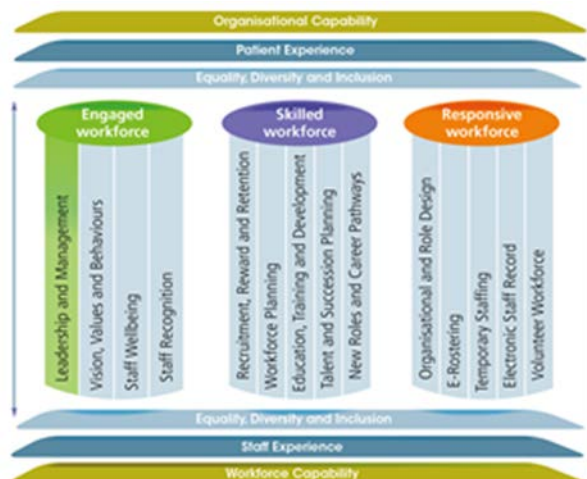 Organisational Capability
Patient Experience
Equality, Diversity and Inclusion
Engaged
workforce
Leadership and Management
Vision, Values and Behaviours
Staff Wellbeing
Staff Recognition
Skilled
workforce
Recruitment, Reward and Retention
Workforce Planning
Education, Training and Development
Talent and Succession Planning
New Roles and Career Pathways
Responsive
workforce
Organisational and Role Design
E-Rostering
Temporary Staffing
Electronic Staff Record
Volunteer Workforce
Equality, Diversity and Inclusion
Staff Experience
Workforce Capability